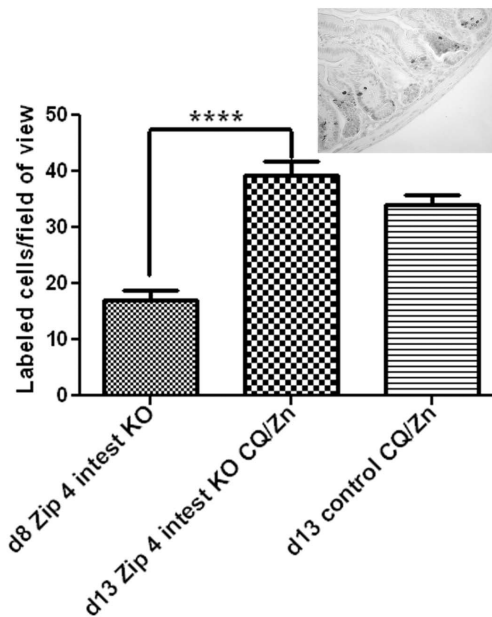 ****
Labeled cells/field of view
50
40
30
20
10
0
d8 Zip 4 intest KO
d13 Zip 4 intest KO CQ/Zn
d13 control CQ/Zn